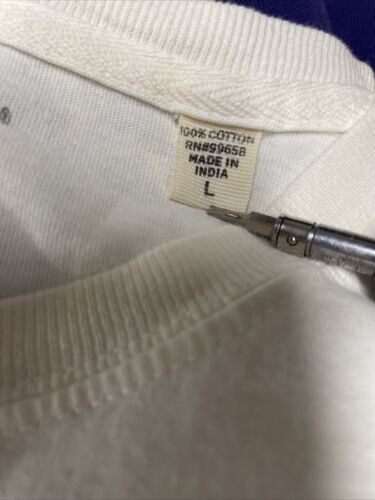 ®
100% COTTON
RN#99658
MADE IN
INDIA
L